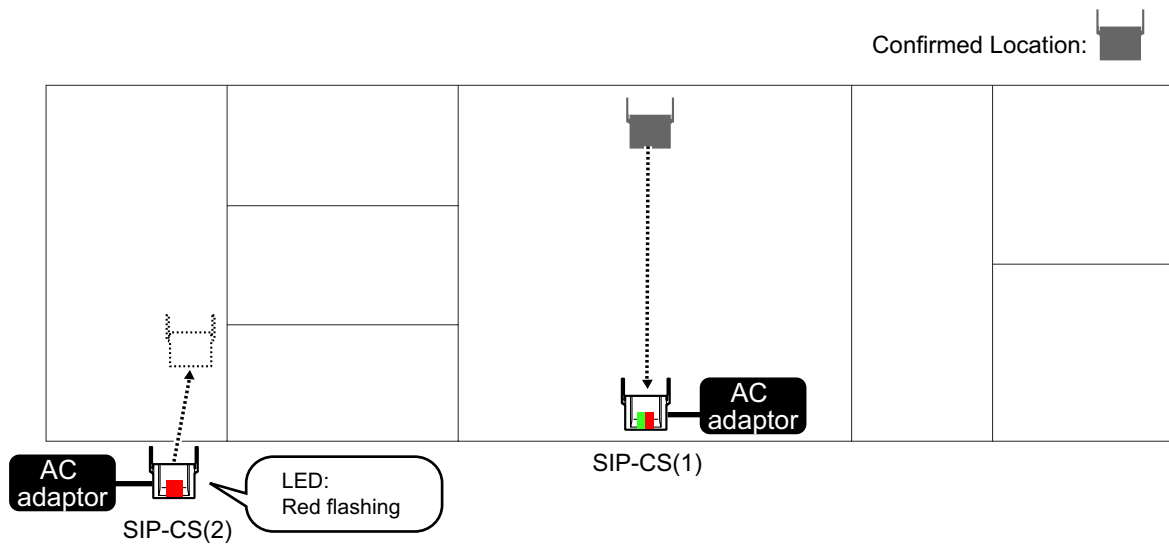 Confirmed Location:
AC
adaptor
SIP-CS(1)
AC
adaptor
LED:
Red flashing
SIP-CS(2)